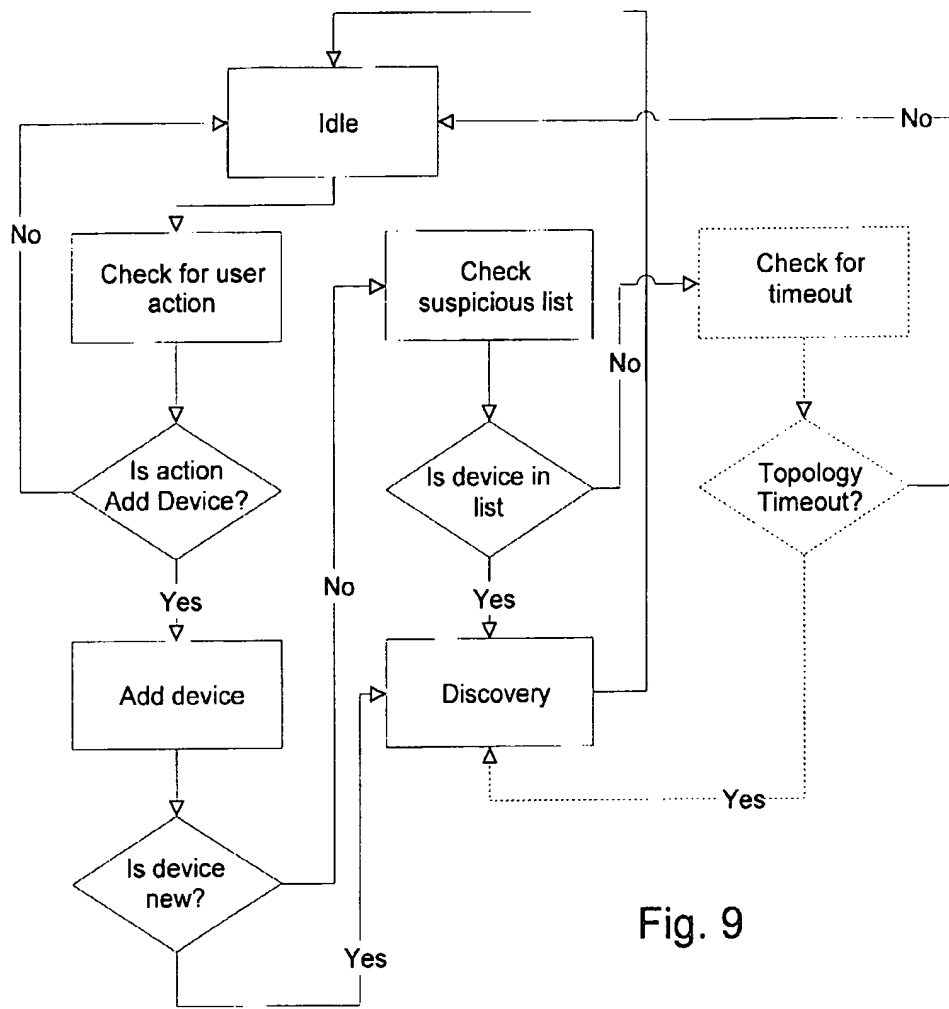 Idle
No
No
Check for user
action
Check
suspicious list
Check for
timeout
No
Is action
Add Device?
Is device in
list
Topology
Timeout?
No
Yes
Yes
Add device
Discovery
Yes
Is device
new?
Yes
Fig. 9